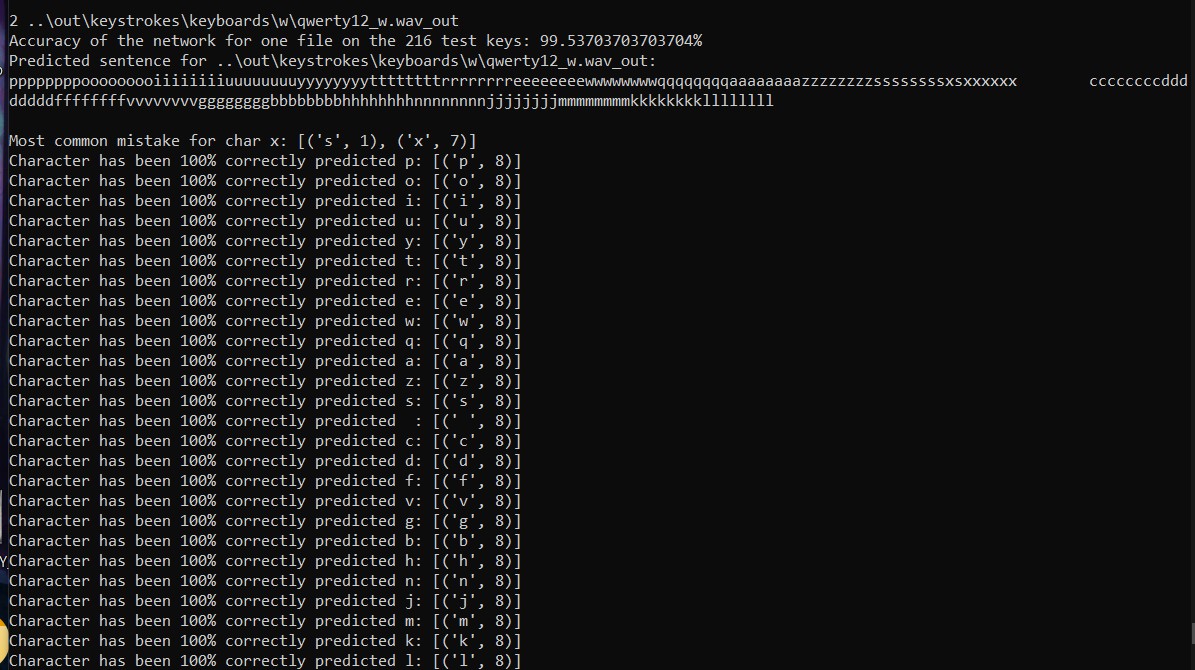 2 ..\out\keystrokes\keyboards\w\qwerty12_w.wav_out
Accuracy of the network for one file on the 216 test keys: 99.53703703703704%
Predicted sentence for ..\out\keystrokes\keyboards\w\qwerty12_w.wav_out:
ppppppppooooooooiiiiiiiiuuuuuuuuyyyyyyyyttttttttrrrrrrrreeeeeeeewwwwwwwwqqqqqqqqaaaaaaaazzzzzzzzssssssssxsxxxxxx        ccccccccddd
dddddffffffffvvvvvvvvggggggggbbbbbbbbhhhhhhhhnnnnnnnnjjjjjjjjmmmmmmmmkkkkkkkkllllllll
Most common mistake for char x: [('s', 1), ('x', 7)]
Character has been 100% correctly predicted p: [('p', 8)]
Character has been 100% correctly predicted o: [('o', 8)]
Character has been 100% correctly predicted i: [('i', 8)]
Character has been 100% correctly predicted u: [('u', 8)]
Character has been 100% correctly predicted y: [('y', 8)]
Character has been 100% correctly predicted t: [('t', 8)]
Character has been 100% correctly predicted r: [('r', 8)]
Character has been 100% correctly predicted e: [('e', 8)]
Character has been 100% correctly predicted w: [('w', 8)]
Character has been 100% correctly predicted q: [('q', 8)]
Character has been 100% correctly predicted a: [('a', 8)]
Character has been 100% correctly predicted z: [('z', 8)]
Character has been 100% correctly predicted s: [('s', 8)]
Character has been 100% correctly predicted  : [(' ', 8)]
Character has been 100% correctly predicted c: [('c', 8)]
Character has been 100% correctly predicted d: [('d', 8)]
Character has been 100% correctly predicted f: [('f', 8)]
Character has been 100% correctly predicted v: [('v', 8)]
Character has been 100% correctly predicted g: [('g', 8)]
Character has been 100% correctly predicted b: [('b', 8)]
Character has been 100% correctly predicted h: [('h', 8)]
Character has been 100% correctly predicted n: [('n', 8)]
Character has been 100% correctly predicted j: [('j', 8)]
Character has been 100% correctly predicted m: [('m', 8)]
Character has been 100% correctly predicted k: [('k', 8)]
Character has been 100% correctly predicted l: [('l', 8)]